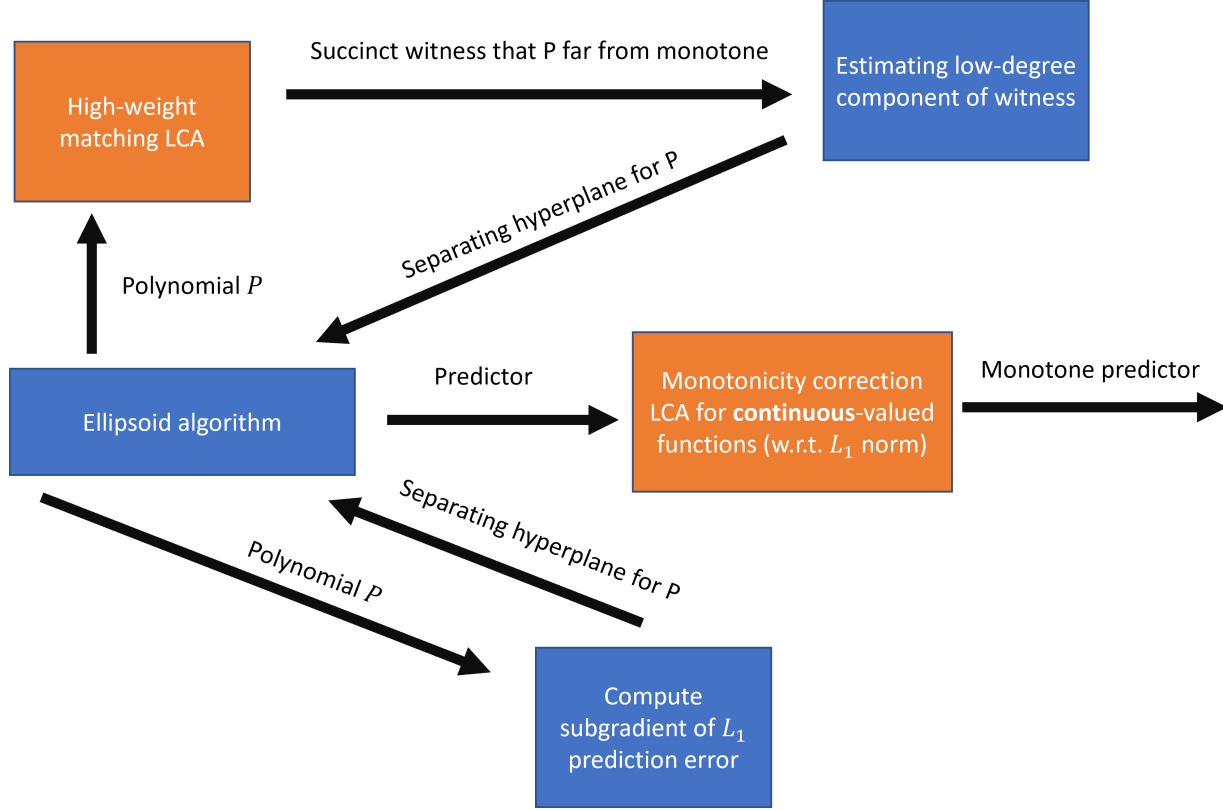 Succinct witness that P far from monotone
High-weight
matching LCA
Estimating low-degree
component of witness
Separating hyperplane for P
Polynomial P
Ellipsoid algorithm
Predictor
Monotonicity correction
LCA for continuous-valued
functions (w.r.t. L₁ norm)
Monotone predictor
Separating hyperplane for P
Polynomial P
Compute
subgradient of L₁
prediction error